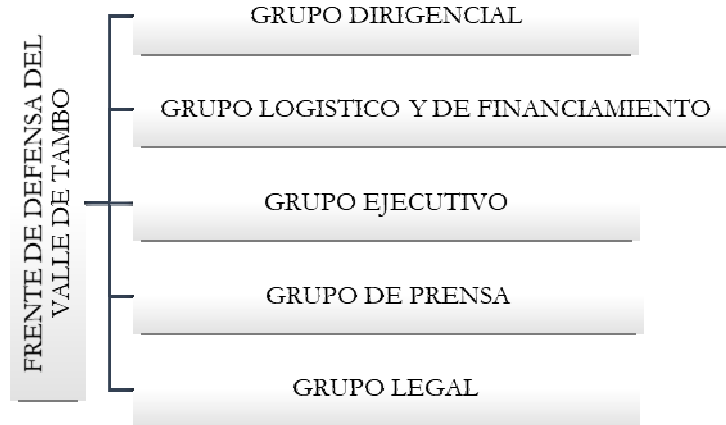 FRENTE DE DEFENSA DEL
VALLE DE TAMBO
GRUPO DIRIGENCIAL
GRUPO LOGISTICO Y DE FINANCIAMIENTO
GRUPO EJECUTIVO
GRUPO DE PRENSA
GRUPO LEGAL